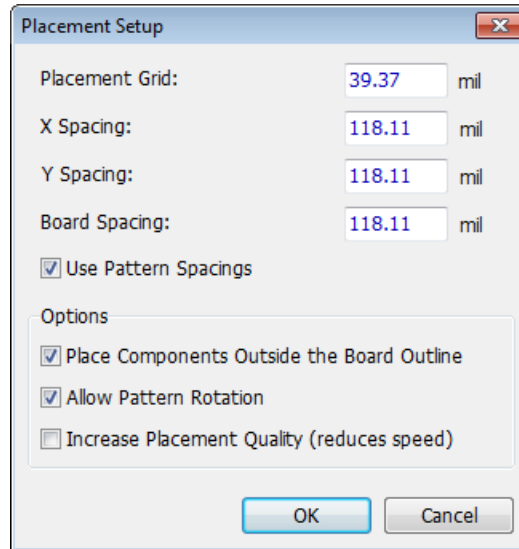 Placement Setup
Placement Grid: 39.37 mil
X Spacing: 118.11 mil
Y Spacing: 118.11 mil
Board Spacing: 118.11 mil
Use Pattern Spacings
Options
Place Components Outside the Board Outline
Allow Pattern Rotation
Increase Placement Quality (reduces speed)
OK Cancel